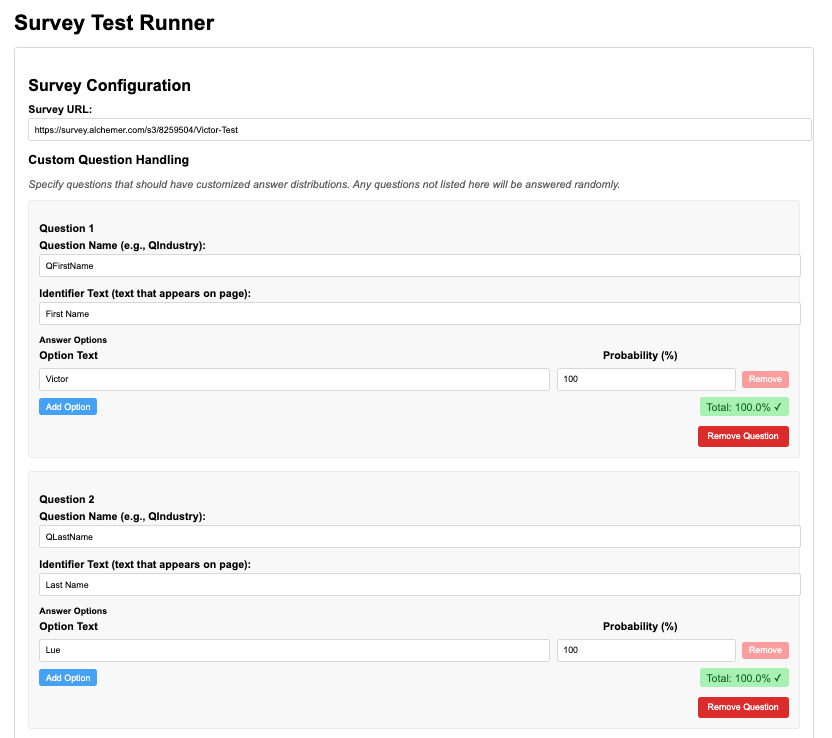 Survey Test Runner
Survey Configuration
Survey URL:
https://survey.alchemer.com/s3/8259504/Victor-Test
Custom Question Handling
Specify questions that should have customized answer distributions. Any questions not listed here will be answered randomly.
Question 1
Question Name (e.g., QIndustry):
QFirstName
Identifier Text (text that appears on page):
First Name
Answer Options
Option Text Probability (%)
Victor 100 Remove
Add Option Total: 100.0% ✓
Remove Question
Question 2
Question Name (e.g., QIndustry):
QLastName
Identifier Text (text that appears on page):
Last Name
Answer Options
Option Text Probability (%)
Lue 100 Remove
Add Option Total: 100.0% ✓
Remove Question